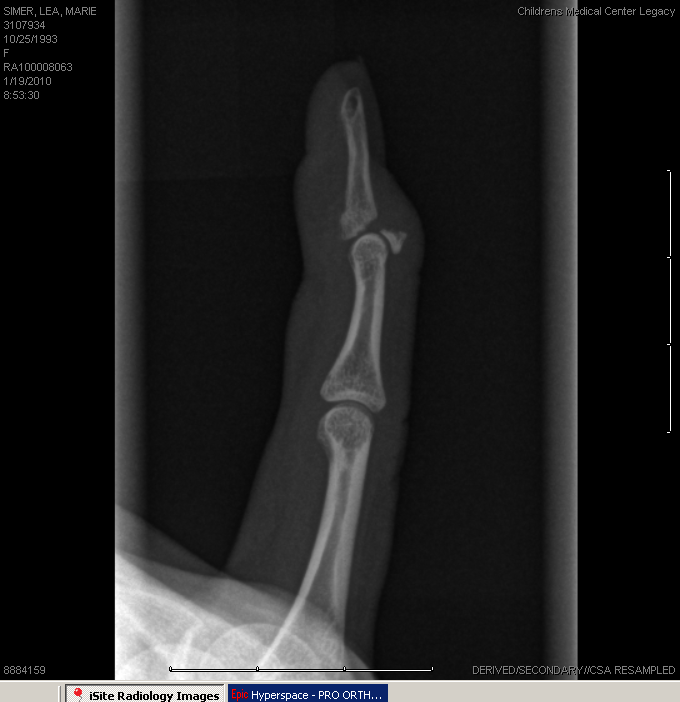 SIMER, LEA, MARIE
3107934
10/25/1993
F
RA100008063
1/19/2010
8:53:30
Childrens Medical Center Legacy
8884159
DERIVED/SECONDARY//CSA RESAMPLED
iSite Radiology Images
Epic Hyperspace - PRO ORTH...